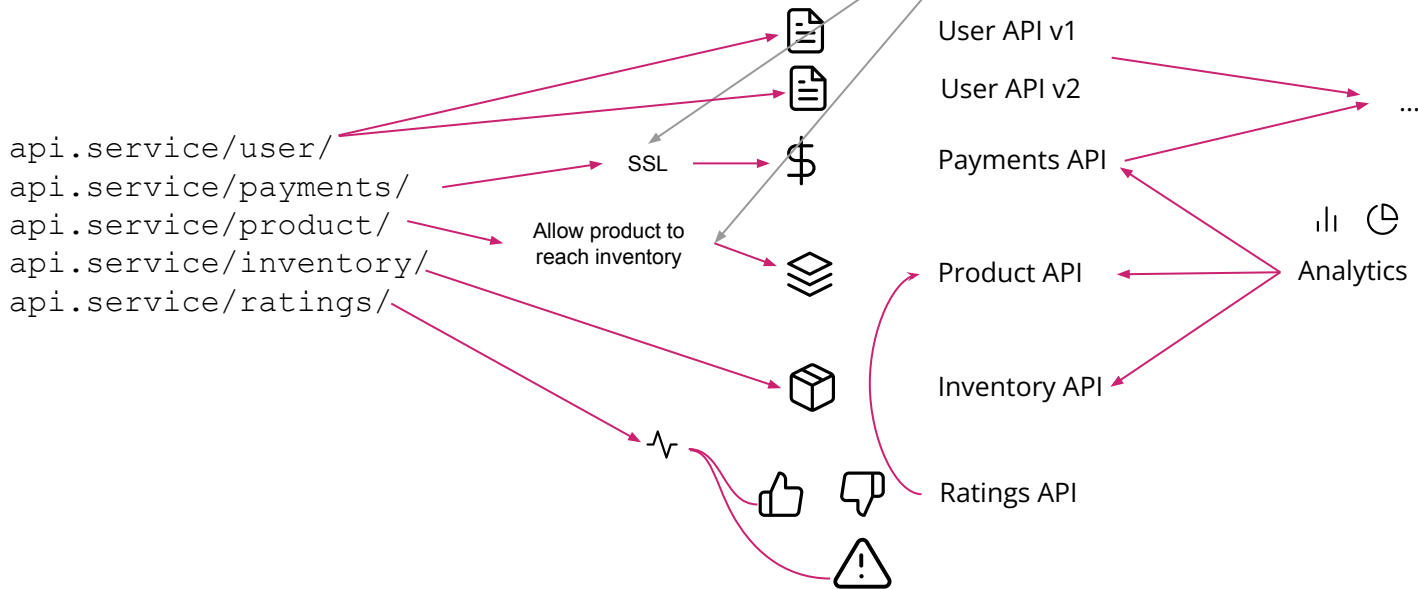 User API v1
User API v2
...
api.service/user/
api.service/payments/
api.service/product/
api.service/inventory/
api.service/ratings/
SSL
Payments API
Allow product to
reach inventory
Product API
Analytics
Inventory API
Ratings API